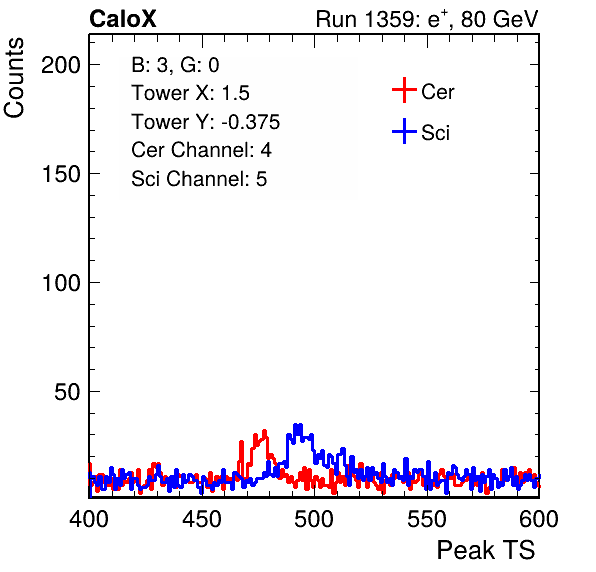 CaloX Run 1359: e+, 80 GeV
Counts
B: 3, G: 0
Tower X: 1.5
Tower Y: -0.375
Cer Channel: 4
Sci Channel: 5
Cer
Sci
200
150
100
50
400 450 500 550 600
Peak TS